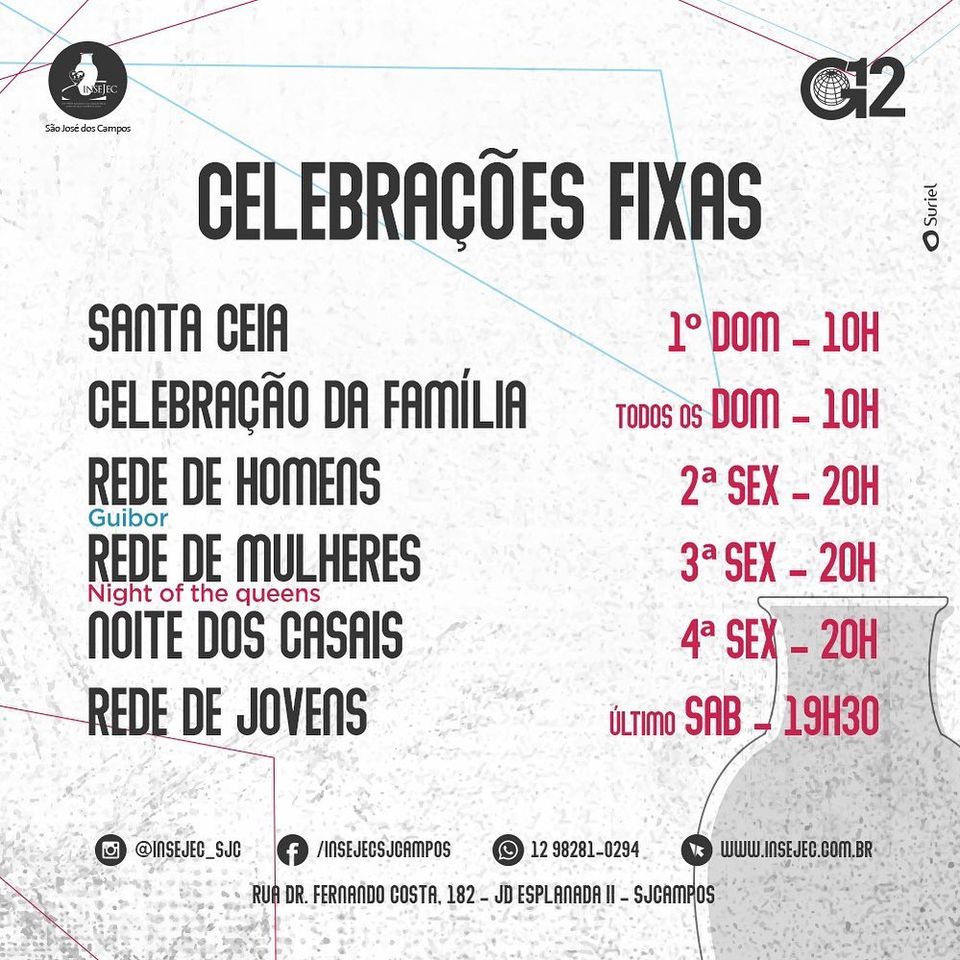 INSEJEC
São José dos Campos
G12
CELEBRAÇÕES FIXAS
Suriel
SANTA CEIA 1º DOM - 10H
CELEBRAÇÃO DA FAMÍLIA TODOS OS DOM - 10H
REDE DE HOMENS 2ª SEX - 20H
Guibor
REDE DE MULHERES 3ª SEX - 20H
Night of the queens
NOITE DOS CASAIS 4ª SEX - 20H
REDE DE JOVENS ÚLTIMO SAB - 19H30
@INSEJEC_SJC /INSEJECSJCAMPOS 12 98281-0294 WWW.INSEJEC.COM.BR
RUA DR. FERNANDO COSTA, 182 - JD ESPLANADA II - SJCAMPOS